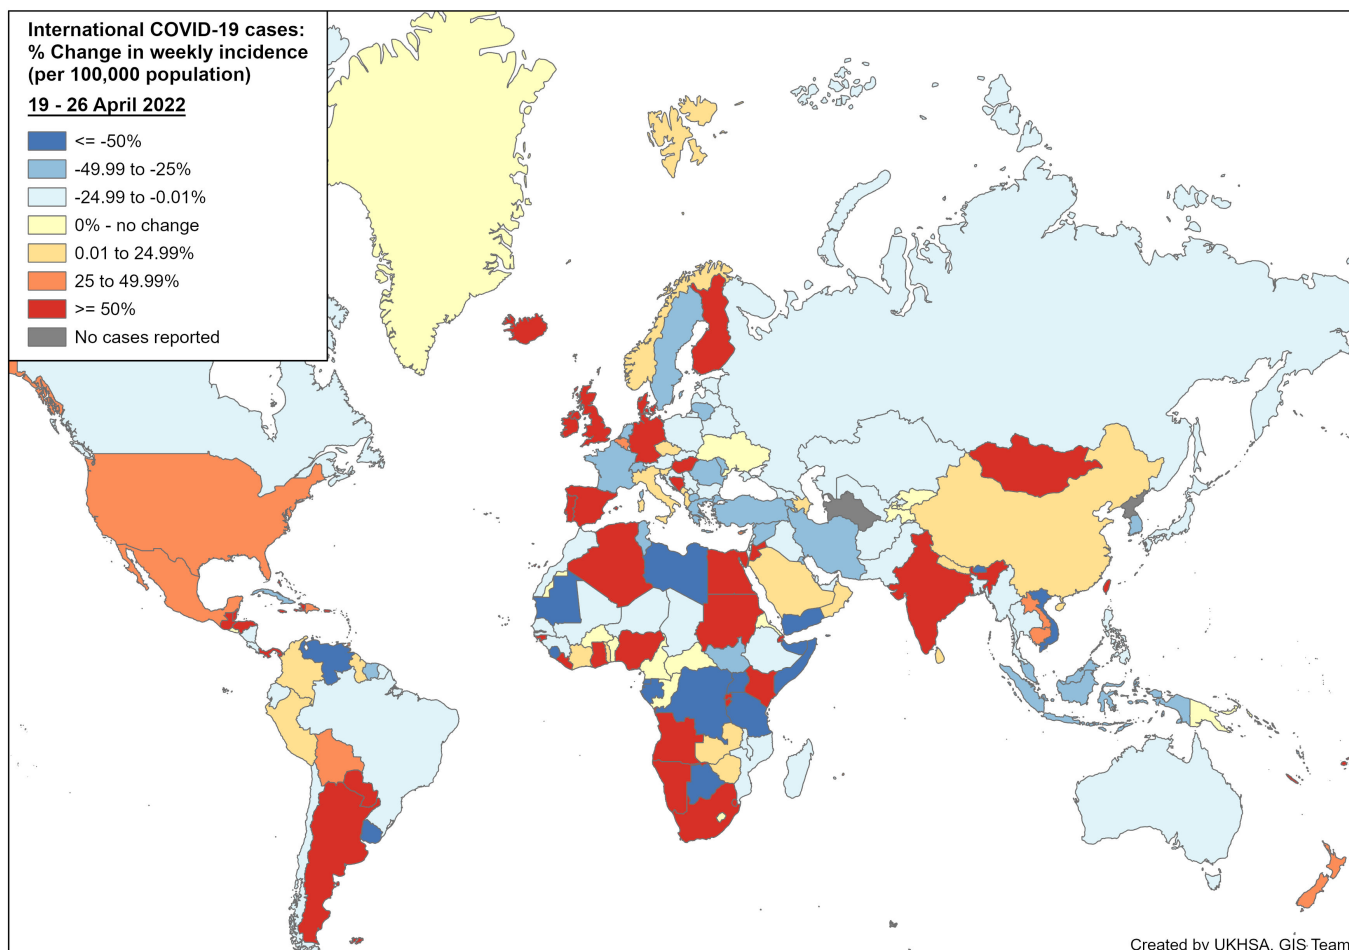 International COVID-19 cases:
% Change in weekly incidence
(per 100,000 population)
19 - 26 April 2022
<= -50%
-49.99 to -25%
-24.99 to -0.01%
0% - no change
0.01 to 24.99%
25 to 49.99%
>= 50%
No cases reported
Created by UKHSA, GIS Team